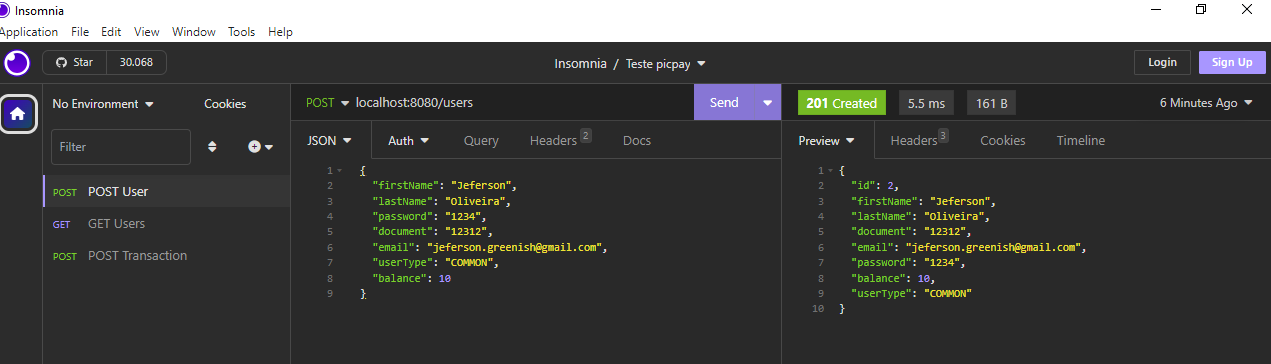 Insomnia
Application File Edit View Window Tools Help
Star 30.068 Insomnia / Teste picpay Login Sign Up
No Environment Cookies
Filter
POST POST User
GET GET Users
POST POST Transaction
POST localhost:8080/users Send
JSON Auth Query Headers 2 Docs
1 {
2 "firstName": "Jeferson",
3 "lastName": "Oliveira",
4 "password": "1234",
5 "document": "12312",
6 "email": "jeferson.greenish@gmail.com",
7 "userType": "COMMON",
8 "balance": 10
9 }
201 Created 5.5 ms 161 B 6 Minutes Ago
Preview Headers 3 Cookies Timeline
1 {
2 "id": 2,
3 "firstName": "Jeferson",
4 "lastName": "Oliveira",
5 "document": "12312",
6 "email": "jeferson.greenish@gmail.com",
7 "password": "1234",
8 "balance": 10,
9 "userType": "COMMON"
10 }